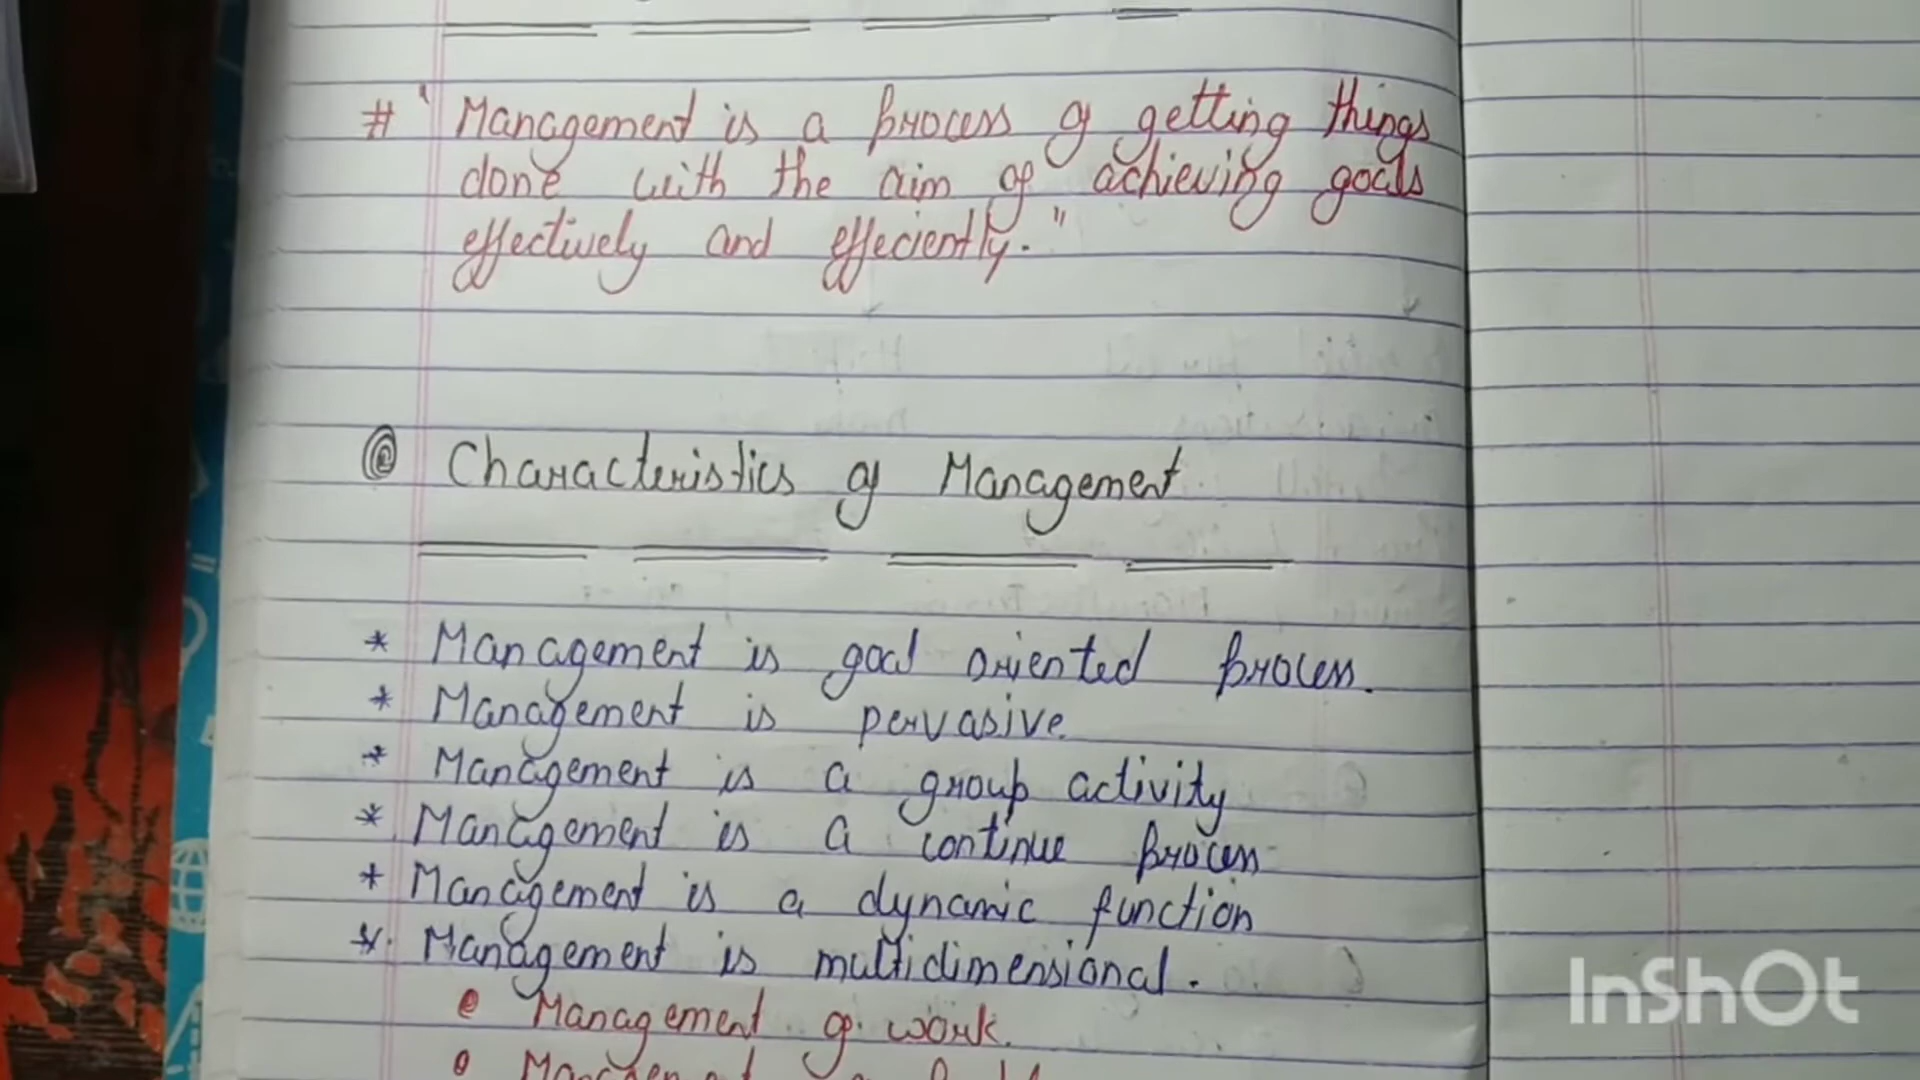 # " Management is a process of getting things
done with the aim of achieving goals
effectively and effeciently."
@ Characteristics of Management
* Management is goal oriented process.
* Management is pervasive.
* Management is a group activity
* Management is a continue process
* Management is a dynamic function
* Management is multidimensional.
Management of work.
Management
InShOt